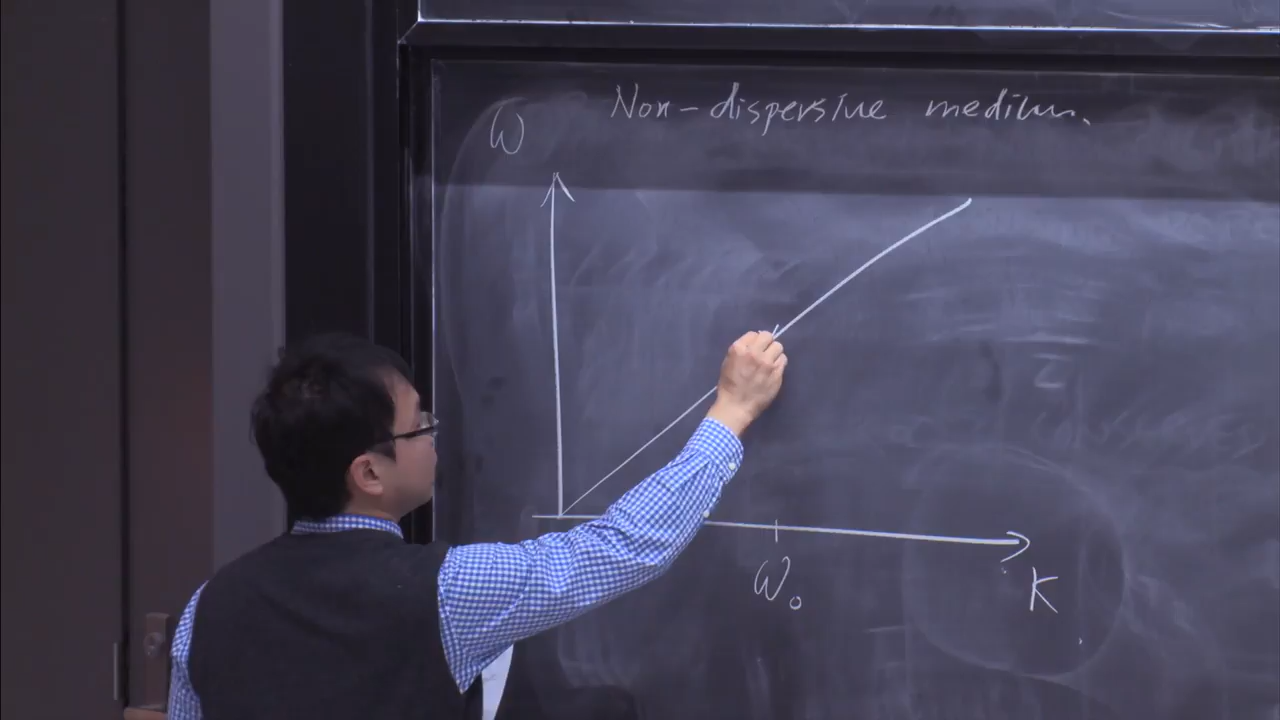 Non-dispersive medium.
ω
ω₀
K